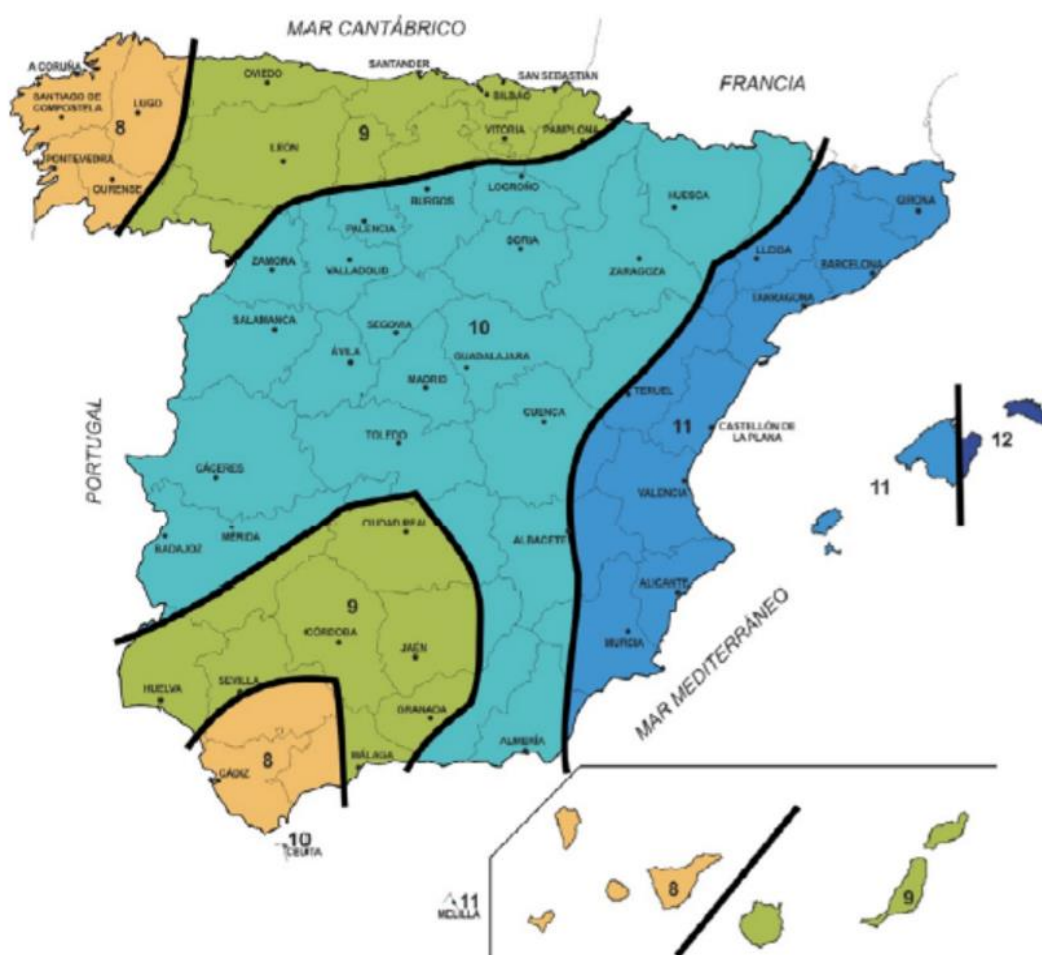 MAR CANTÁBRICO
A CORUÑA
SANTIAGO DE
COMPOSTELA
LUGO
8
PONTEVEDRA
OURENSE
OVIEDO
SANTANDER
SAN SEBASTIÁN
BILBAO
FRANCIA
LEÓN
9
VITORIA
PAMPLONA
LOGROÑO
BURGOS
HUESCA
GIRONA
PALENCIA
ZAMORA
VALLADOLID
SORIA
ZARAGOZA
LLEIDA
BARCELONA
TARRAGONA
SALAMANCA
SEGOVIA
10
ÁVILA
GUADALAJARA
MADRID
TERUEL
PORTUGAL
CUENCA
11
CASTELLÓN DE
LA PLANA
12
TOLEDO
CÁCERES
VALENCIA
11
CIUDAD REAL
BADAJOZ
MÉRIDA
ALBACETE
ALICANTE
MAR MEDITERRÁNEO
9
CÓRDOBA
JAÉN
MURCIA
HUELVA
SEVILLA
GRANADA
8
CÁDIZ
MÁLAGA
ALMERÍA
10
CEUTA
11
MELILLA
8
9